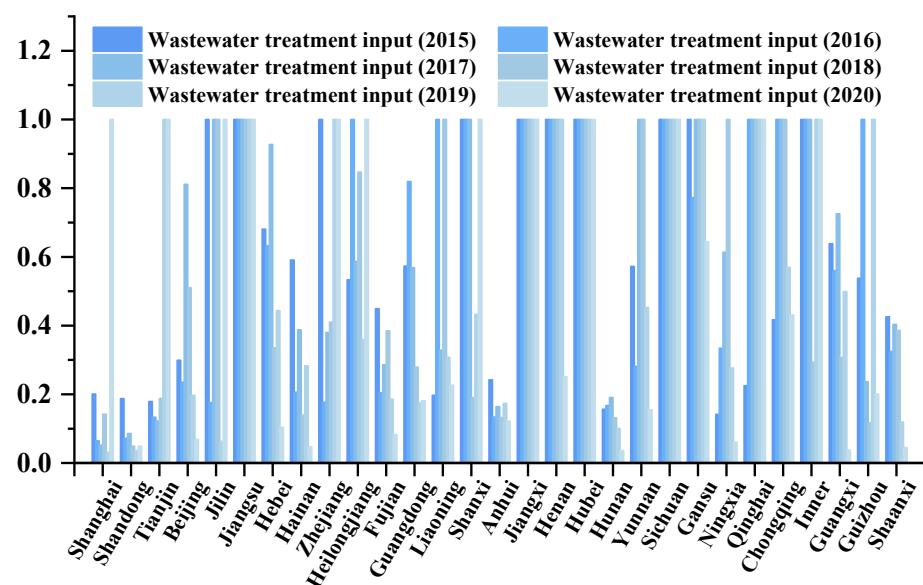 Wastewater treatment input (2015)
Wastewater treatment input (2016)
Wastewater treatment input (2017)
Wastewater treatment input (2018)
Wastewater treatment input (2019)
Wastewater treatment input (2020)
1.2
1.0
0.8
0.6
0.4
0.2
0.0
Shanghai
Shandong
Tianjin
Beijing
Jilin
Jiangsu
Hebei
Hainan
Zhejiang
Heilongjiang
Fujian
Guangdong
Liaoning
Shanxi
Anhui
Jiangxi
Henan
Hubei
Hunan
Yunnan
Sichuan
Gansu
Ningxia
Qinghai
Chongqing
Inner
Guangxi
Guizhou
Shaanxi